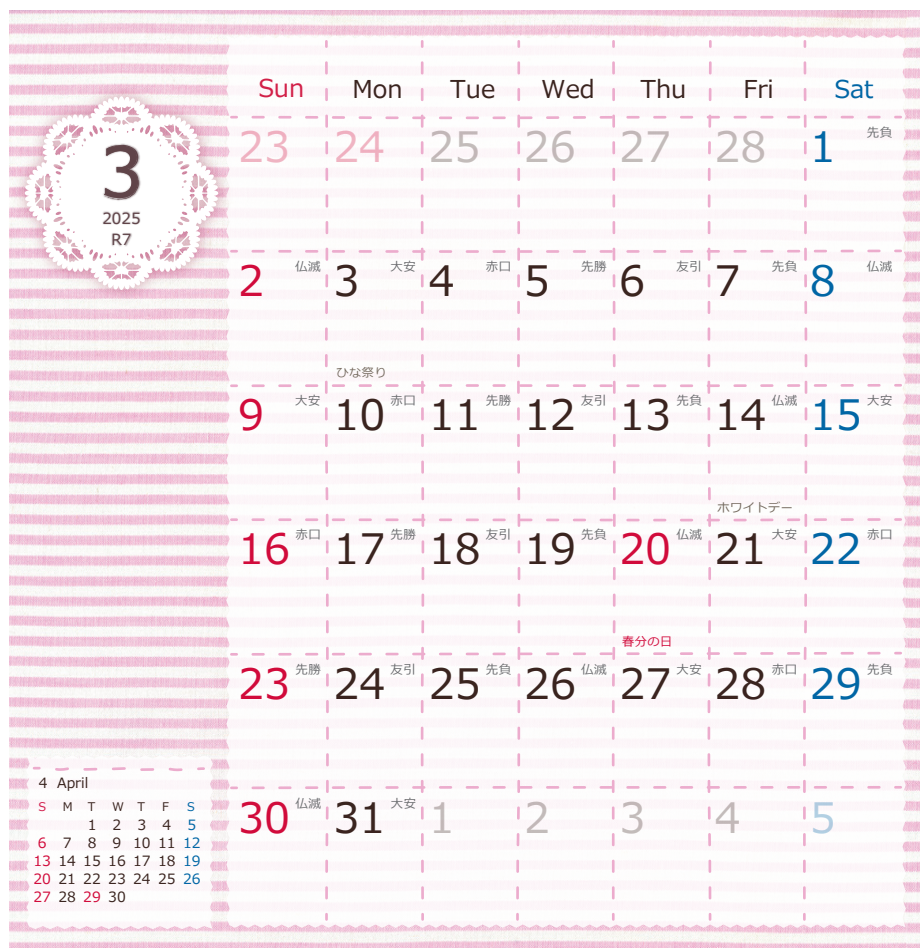 3
2025
R7
Sun Mon Tue Wed Thu Fri Sat
23 24 25 26 27 28 1 先負
2 仏滅 3 大安 4 赤口 5 先勝 6 友引 7 先負 8 仏滅
ひな祭り
9 大安 10 赤口 11 先勝 12 友引 13 先負 14 仏滅 15 大安
ホワイトデー
16 赤口 17 先勝 18 友引 19 先負 20 仏滅 21 大安 22 赤口
春分の日
23 先勝 24 友引 25 先負 26 仏滅 27 大安 28 赤口 29 先負
30 仏滅 31 大安 1 2 3 4 5
4 April
S M T W T F S
1 2 3 4 5
6 7 8 9 10 11 12
13 14 15 16 17 18 19
20 21 22 23 24 25 26
27 28 29 30